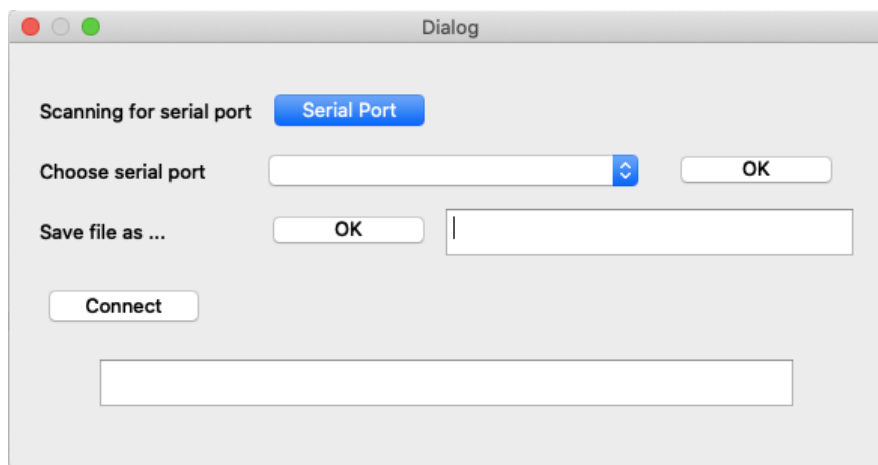 Dialog
Scanning for serial port Serial Port
Choose serial port OK
Save file as ... OK
Connect